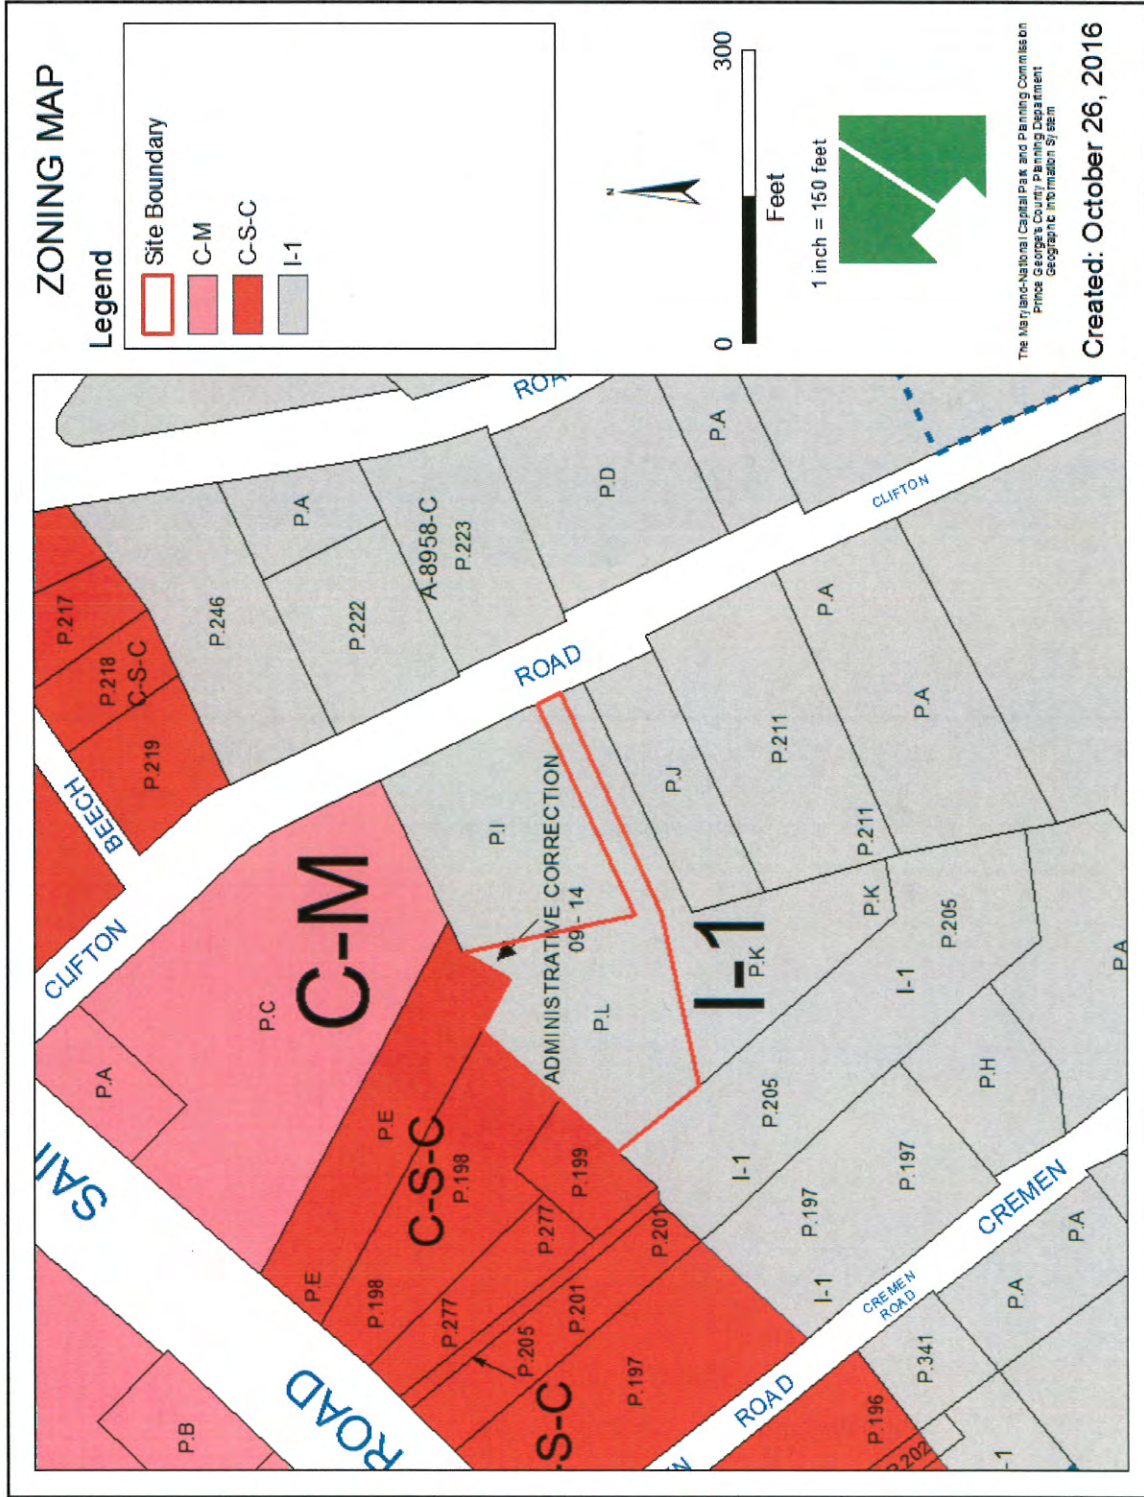 ZONING MAP
Legend
Site Boundary
C-M
C-S-C
I-1
N
0
300
Feet
1 inch = 150 feet
The Maryland-National Capital Park and Planning Commission
Prince George's County Planning Department
Geographic Information System
Created: October 26, 2016
SAI
ROAD
P.B
P.A
P.C
C-M
CLIFTON
BEECH
P.217
P.218
C-S-C
P.219
P.246
P.A
P.222
A-8958-C
P.223
P.D
P.A
ROAD
CLIFTON
P.E
P.E
C-S-C
P.198
P.198
P.199
P.277
P.277
P.205
P.201
P.201
P.197
-S-C
ROAD
P.196
P.202
P.I
ADMINISTRATIVE CORRECTION
09 - 14
P.L
I-1
P.K
P.J
P.211
P.211
P.K
P.A
P.A
P.205
I-1
P.205
I-1
P.197
P.197
I-1
P.H
P.A
CREMEN
CREMEN
ROAD
P.341
P.A
P.A
-1